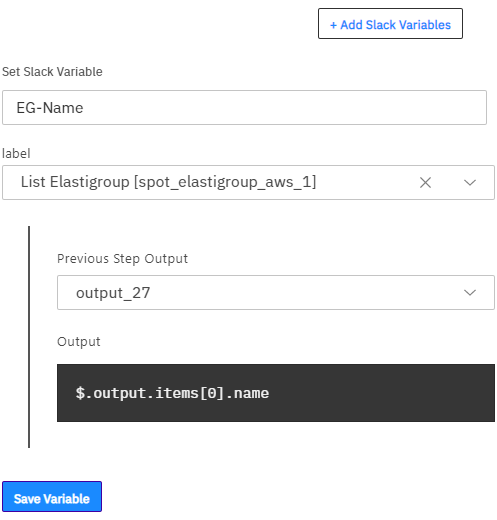 + Add Slack Variables
Set Slack Variable
EG-Name
label
List Elastigroup [spot_elastigroup_aws_1]
Previous Step Output
output_27
Output
$.output.items[0].name
Save Variable